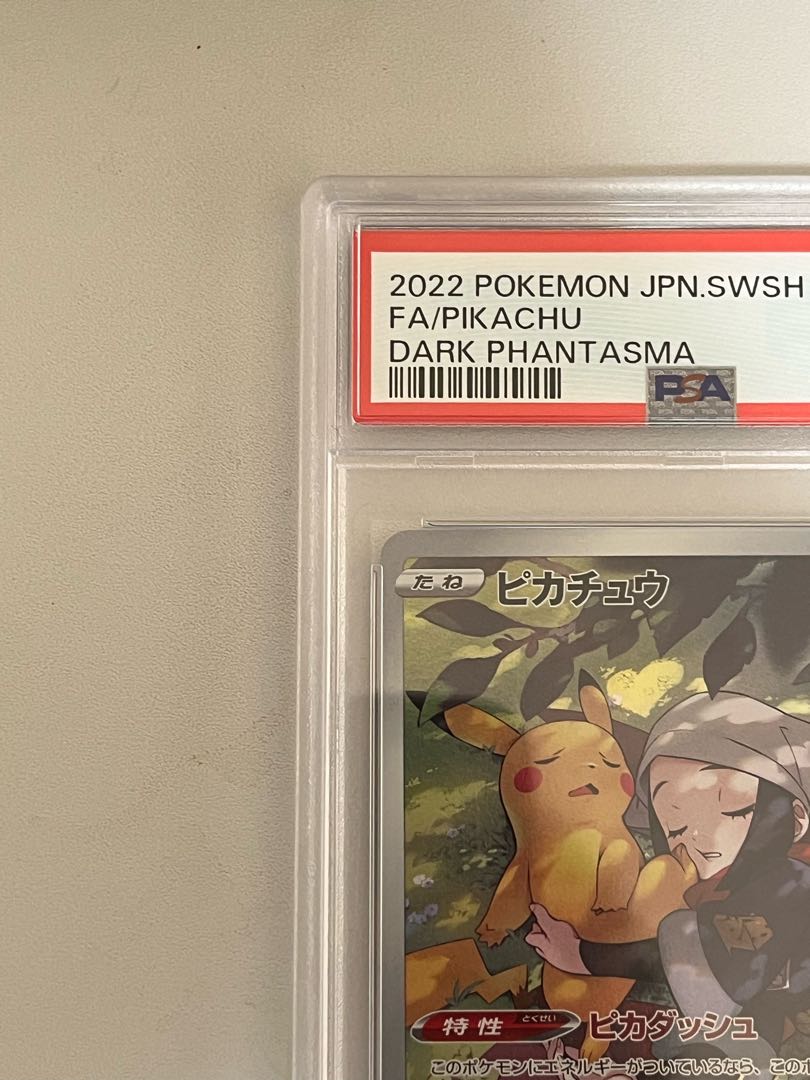 2022 POKEMON JPN.SWSH
FA/PIKACHU
DARK PHANTASMA
PSA
たね ピカチュウ
特性 とくせい ピカダッシュ
このポケモンにエネルギーがついているなら、この